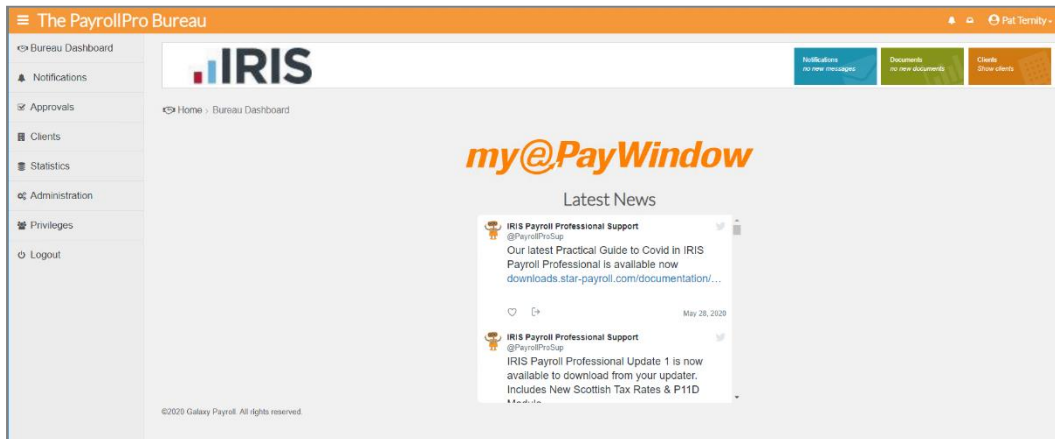 The PayrollPro Bureau
Pat Ternity
Bureau Dashboard
Notifications
Approvals
Clients
Statistics
Administration
Privileges
Logout
IRIS
Notifications
no new messages
Documents
no new documents
Clients
Show clients
Home > Bureau Dashboard
my@PayWindow
Latest News
IRIS Payroll Professional Support
@PayrollProSup
Our latest Practical Guide to Covid in IRIS
Payroll Professional is available now
downloads.star-payroll.com/documentation/…
May 28, 2020
IRIS Payroll Professional Support
@PayrollProSup
IRIS Payroll Professional Update 1 is now
available to download from your updater.
Includes New Scottish Tax Rates & P11D
©2020 Galaxy Payroll. All rights reserved.